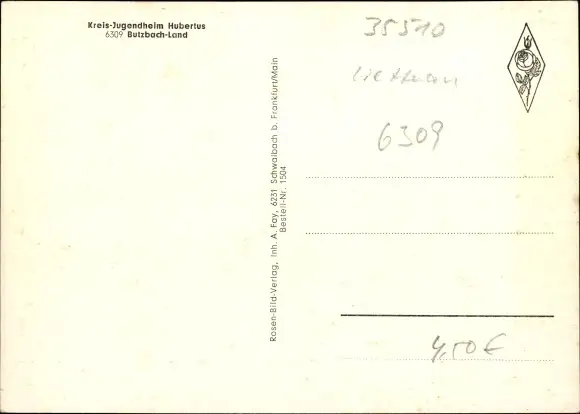 Kreis-Jugendheim Hubertus
6309 Butzbach-Land
Rosen-Bild-Verlag, Inh. A. Fay, 6231 Schwalbach b. Frankfurt/Main
Bestell-Nr. 1504
35510
6309
4,50 €